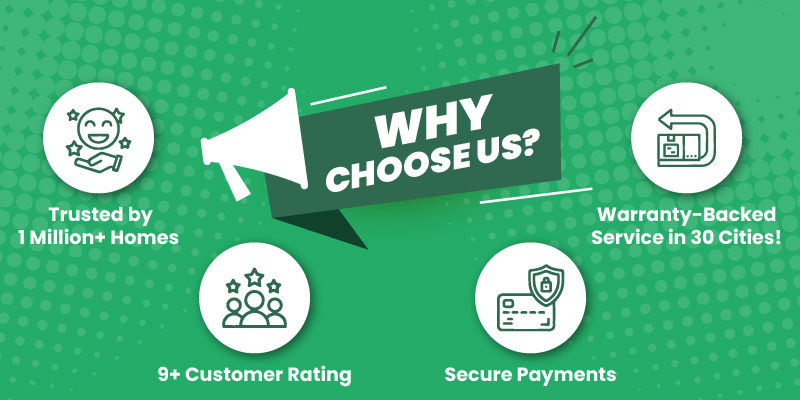 WHY
CHOOSE US?
Trusted by
1 Million+ Homes
Warranty-Backed
Service in 30 Cities!
9+ Customer Rating
Secure Payments